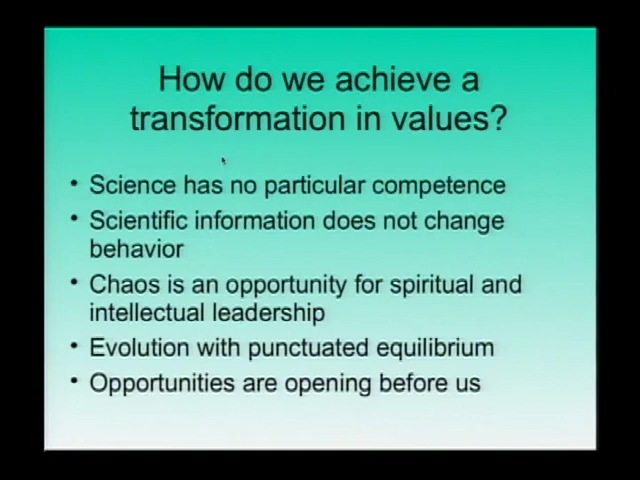 How do we achieve a
transformation in values?
• Science has no particular competence
• Scientific information does not change
behavior
• Chaos is an opportunity for spiritual and
intellectual leadership
• Evolution with punctuated equilibrium
• Opportunities are opening before us